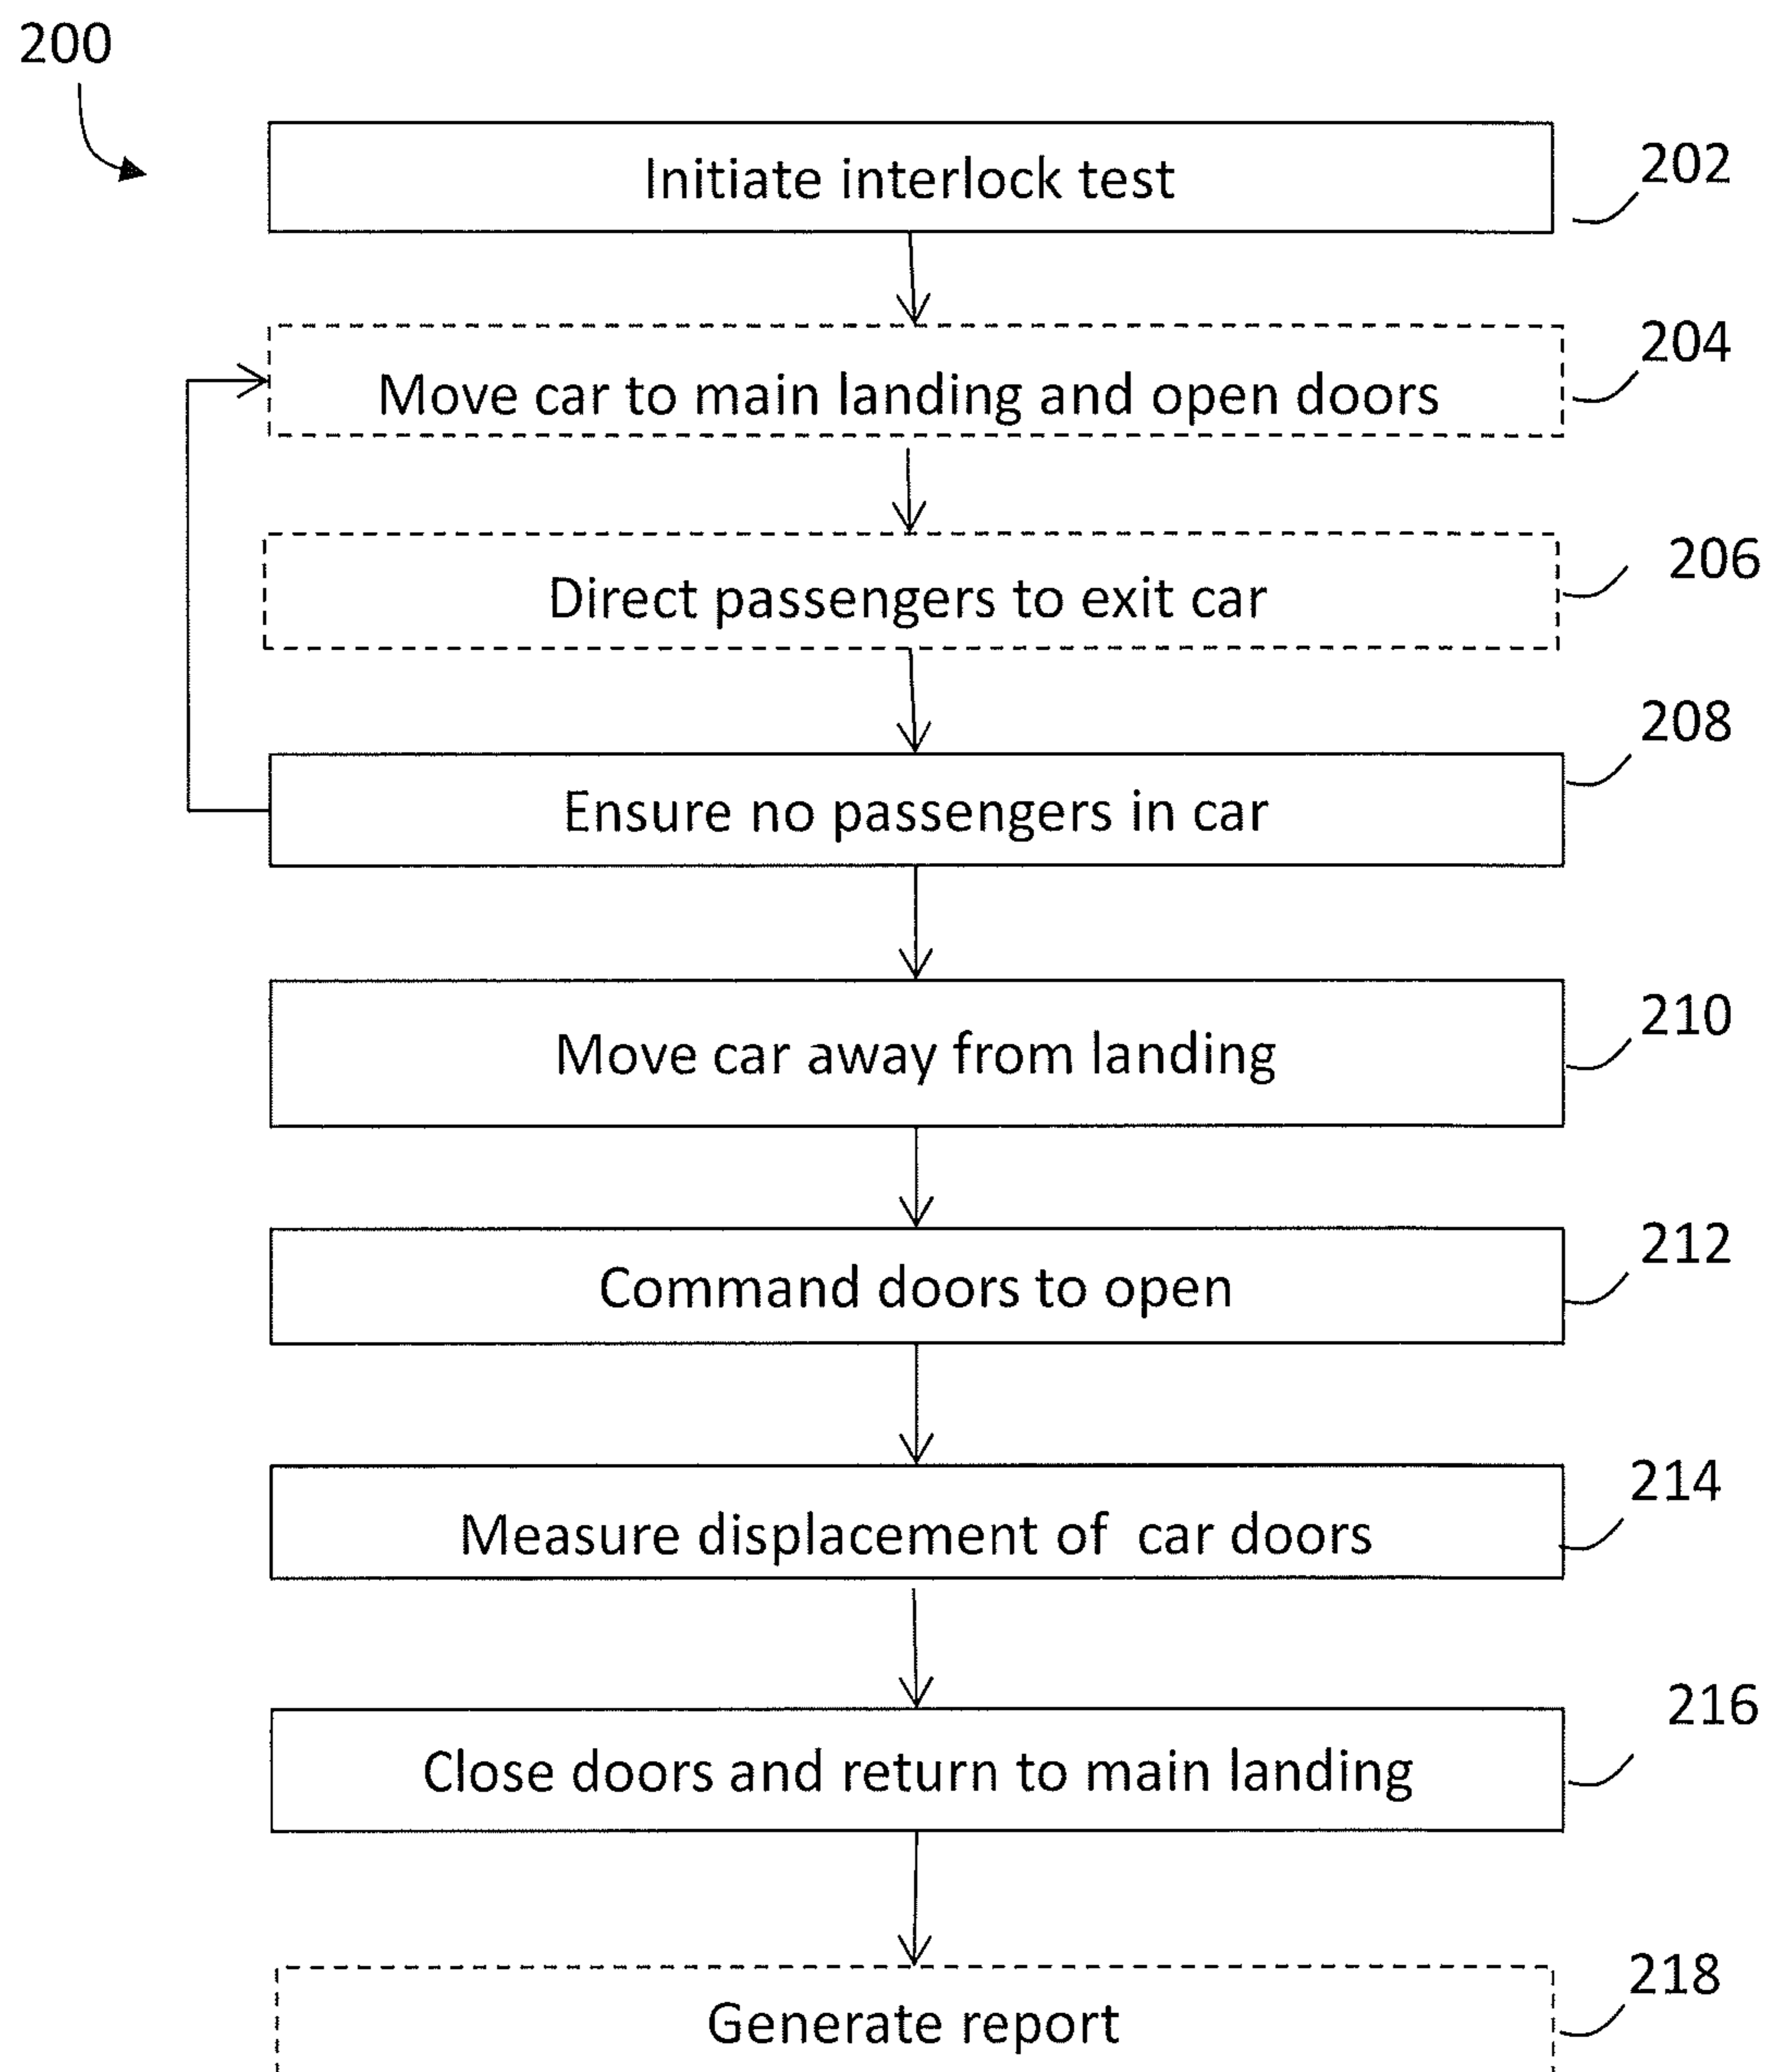 200
Initiate interlock test
202
Move car to main landing and open doors
204
Direct passengers to exit car
206
Ensure no passengers in car
208
Move car away from landing
210
Command doors to open
212
Measure displacement of car doors
214
Close doors and return to main landing
216
Generate report
218